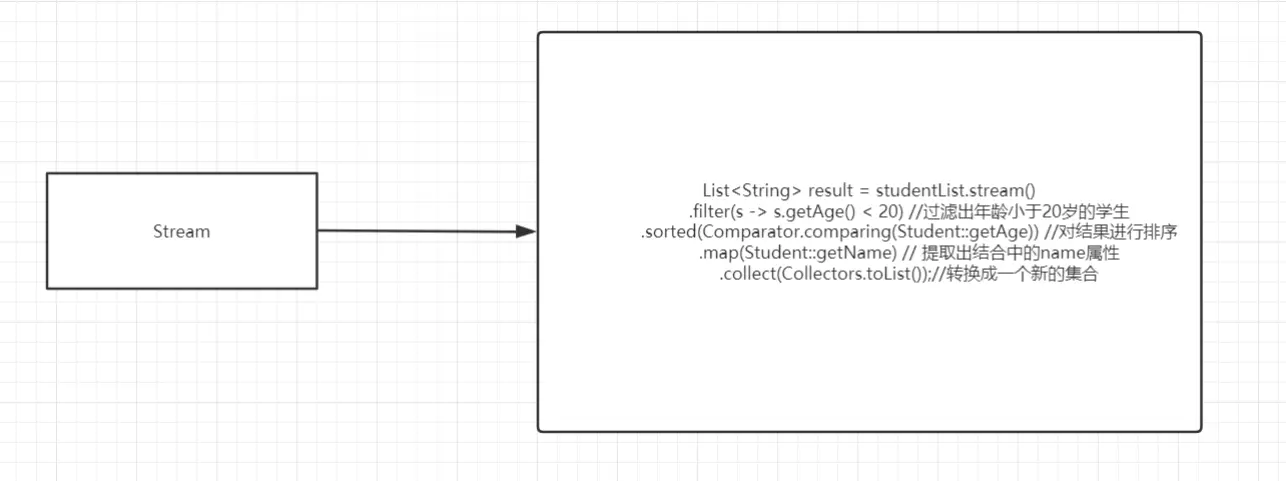 Stream
List<String> result = studentList.stream()
.filter(s -> s.getAge() < 20) //过滤出年龄小于20岁的学生
.sorted(Comparator.comparing(Student::getAge)) //对结果进行排序
.map(Student::getName) // 提取出结合中的name属性
.collect(Collectors.toList());//转换成一个新的集合